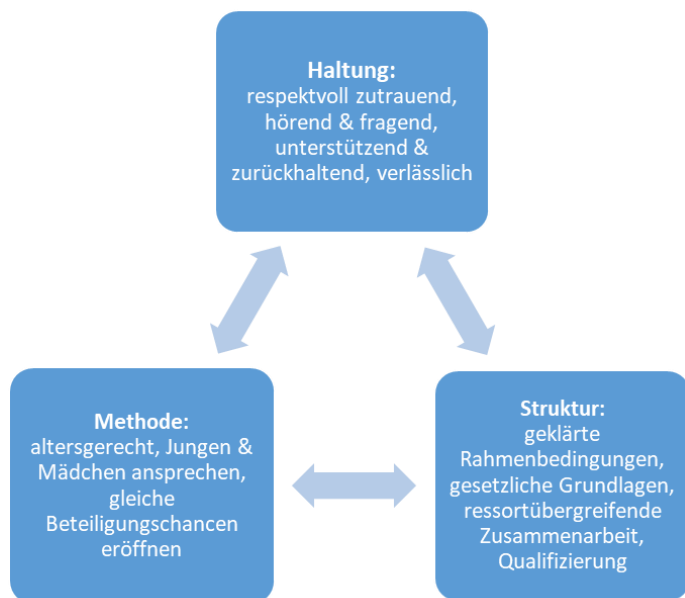 Haltung:
respektvoll zutrauend,
hörend & fragend,
unterstützend &
zurückhaltend, verlässlich
Methode:
altersgerecht, Jungen &
Mädchen ansprechen,
gleiche
Beteiligungschancen
eröffnen
Struktur:
geklärte
Rahmenbedingungen,
gesetzliche Grundlagen,
ressortübergreifende
Zusammenarbeit,
Qualifizierung